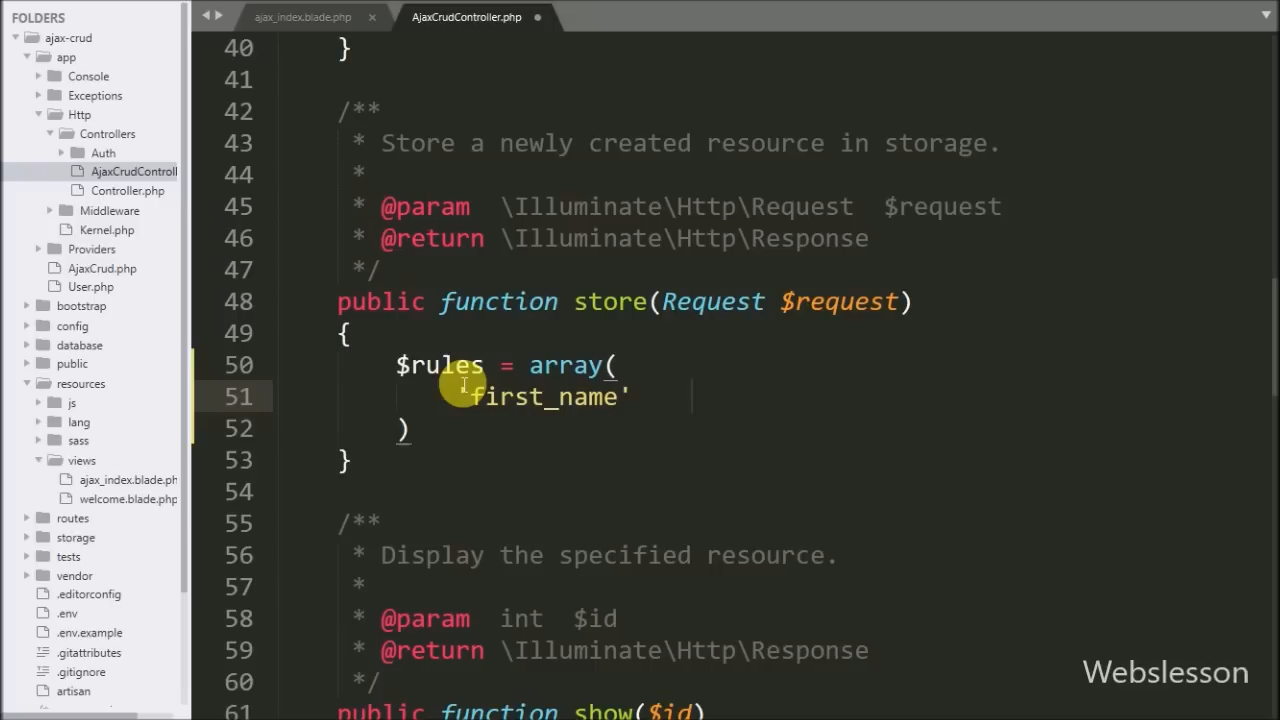 FOLDERS
ajax-crud
app
Console
Exceptions
Http
Controllers
Auth
AjaxCrudControll
Controller.php
Middleware
Kernel.php
Providers
AjaxCrud.php
User.php
bootstrap
config
database
public
resources
js
lang
sass
views
ajax_index.blade.ph
welcome.blade.php
routes
storage
tests
vendor
.editorconfig
.env
.env.example
.gitattributes
.gitignore
artisan
ajax_index.blade.php ×
AjaxCrudController.php
40 }
41
42 /**
43 * Store a newly created resource in storage.
44 *
45 * @param \Illuminate\Http\Request $request
46 * @return \Illuminate\Http\Response
47 */
48 public function store(Request $request)
49 {
50 $rules = array(
51 'first_name'
52 )
53 }
54
55 /**
56 * Display the specified resource.
57 *
58 * @param int $id
59 * @return \Illuminate\Http\Response
60 */
61 public function show($id)
Webslesson